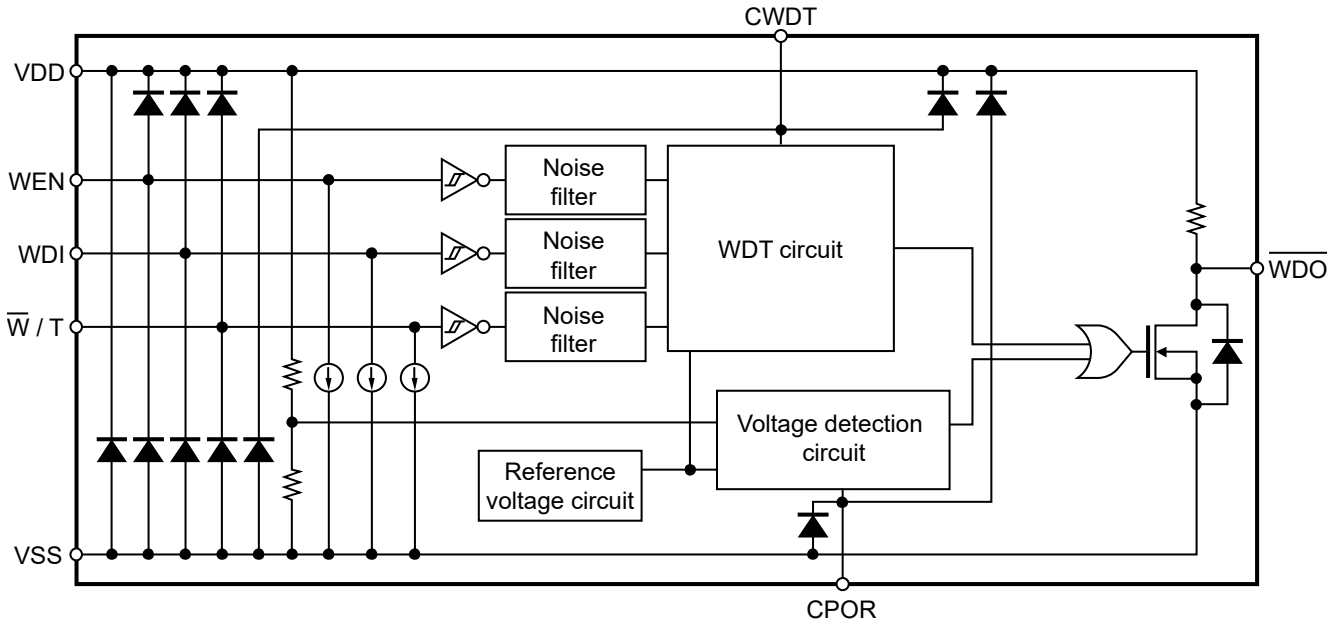 CWDT
VDD
WEN
Noise
filter
WDI
Noise
filter
WDT circuit
W̅ / T
Noise
filter
W̅D̅O̅
Voltage detection
circuit
Reference
voltage circuit
VSS
CPOR